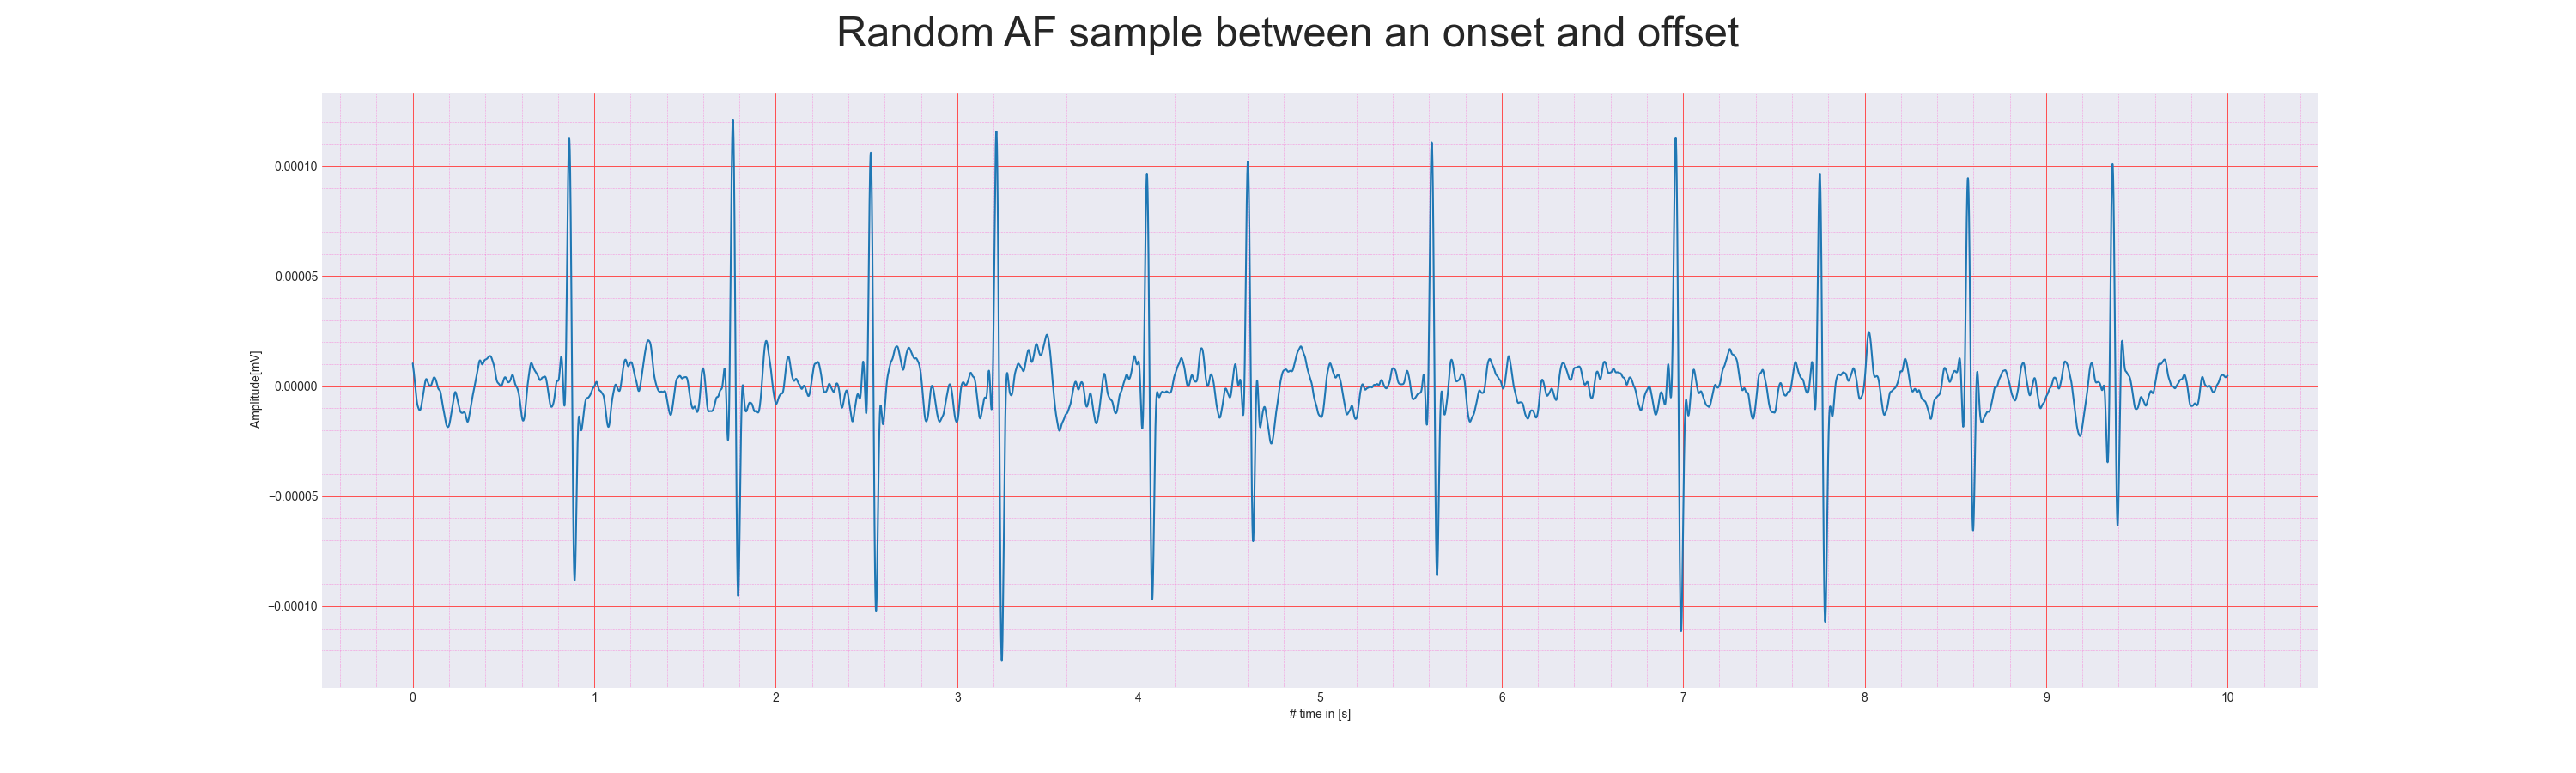 Random AF sample between an onset and offset
0.00010
0.00005
0.00000
−0.00005
−0.00010
Amplitude[mV]
0 1 2 3 4 5 6 7 8 9 10
# time in [s]